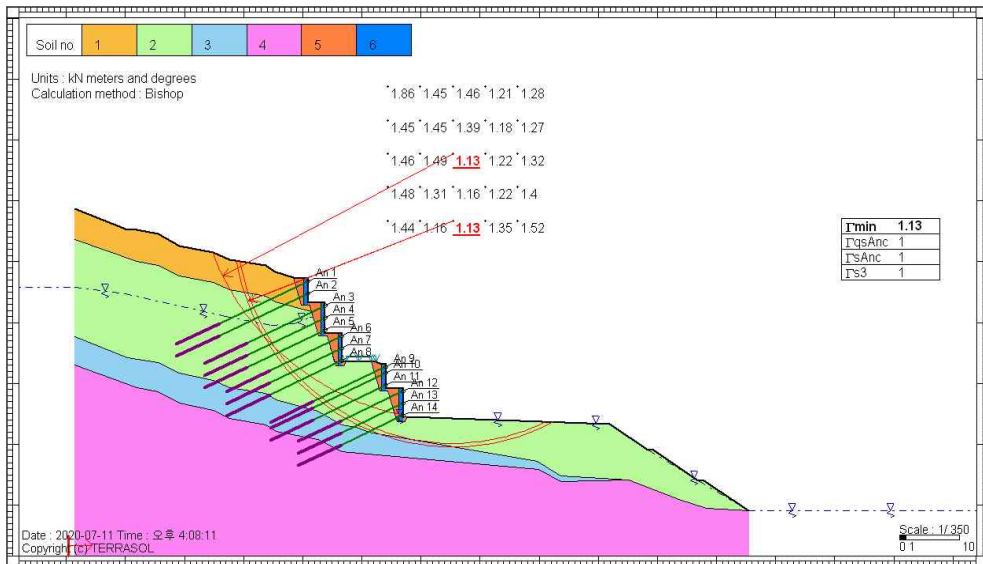 Soil no 1 2 3 4 5 6
Units : kN meters and degrees
Calculation method : Bishop
1.86 1.45 1.46 1.21 1.28
1.45 1.45 1.39 1.18 1.27
1.46 1.49 1.13 1.22 1.32
1.48 1.31 1.16 1.22 1.4
1.44 1.16 1.13 1.35 1.52
Γmin 1.13
ΓqsAnc 1
ΓsAnc 1
Γs3 1
An 1
An 2
An 3
An 4
An 5
An 6
An 7
An 8
An 9
An 10
An 11
An 12
An 13
An 14
Date : 2020-07-11 Time : 오후 4:08:11
Copyright (c) TERRASOL
Scale : 1/ 350
0 1 10